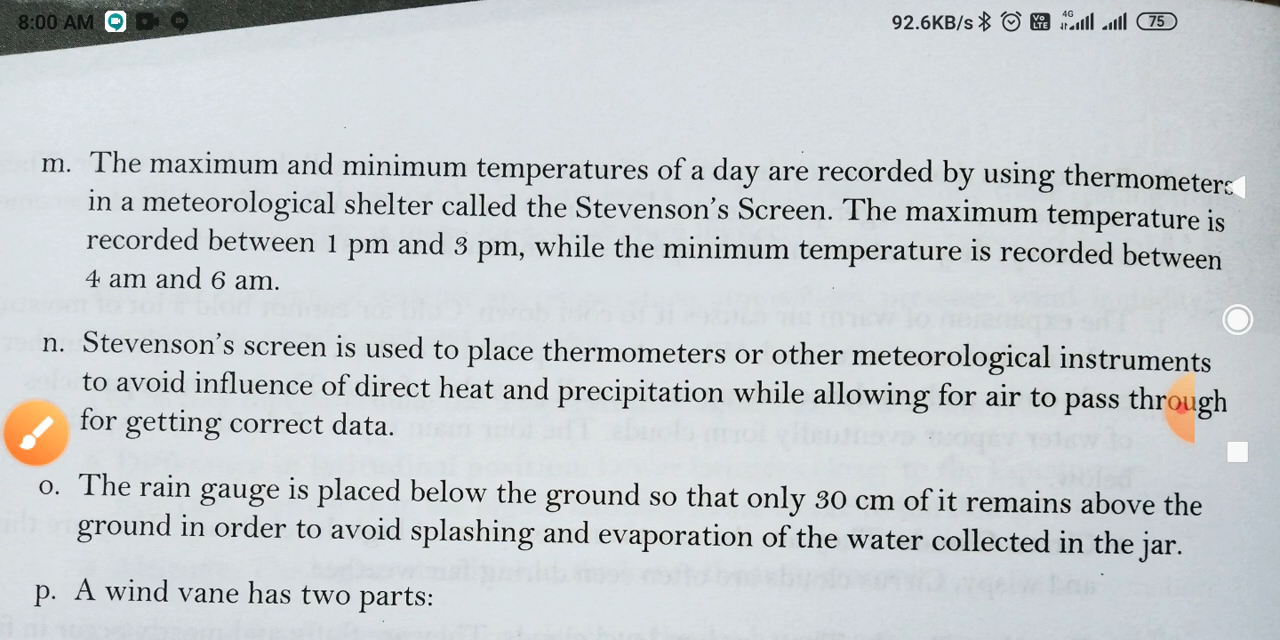 8:00 AM 92.6KB/s Vo LTE 4G 75
m. The maximum and minimum temperatures of a day are recorded by using thermometers
in a meteorological shelter called the Stevenson's Screen. The maximum temperature is
recorded between 1 pm and 3 pm, while the minimum temperature is recorded between
4 am and 6 am.
n. Stevenson's screen is used to place thermometers or other meteorological instruments
to avoid influence of direct heat and precipitation while allowing for air to pass through
for getting correct data.
o. The rain gauge is placed below the ground so that only 30 cm of it remains above the
ground in order to avoid splashing and evaporation of the water collected in the jar.
p. A wind vane has two parts: